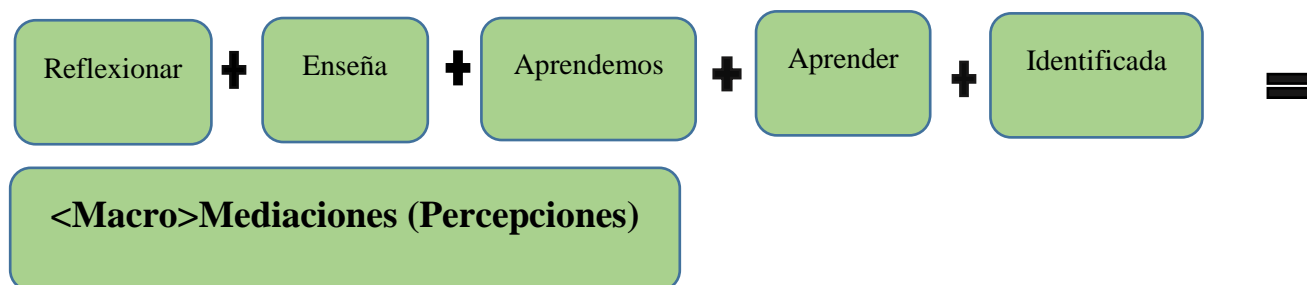 Reflexionar + Enseña + Aprendemos + Aprender + Identificada =
<Macro>Mediaciones (Percepciones)